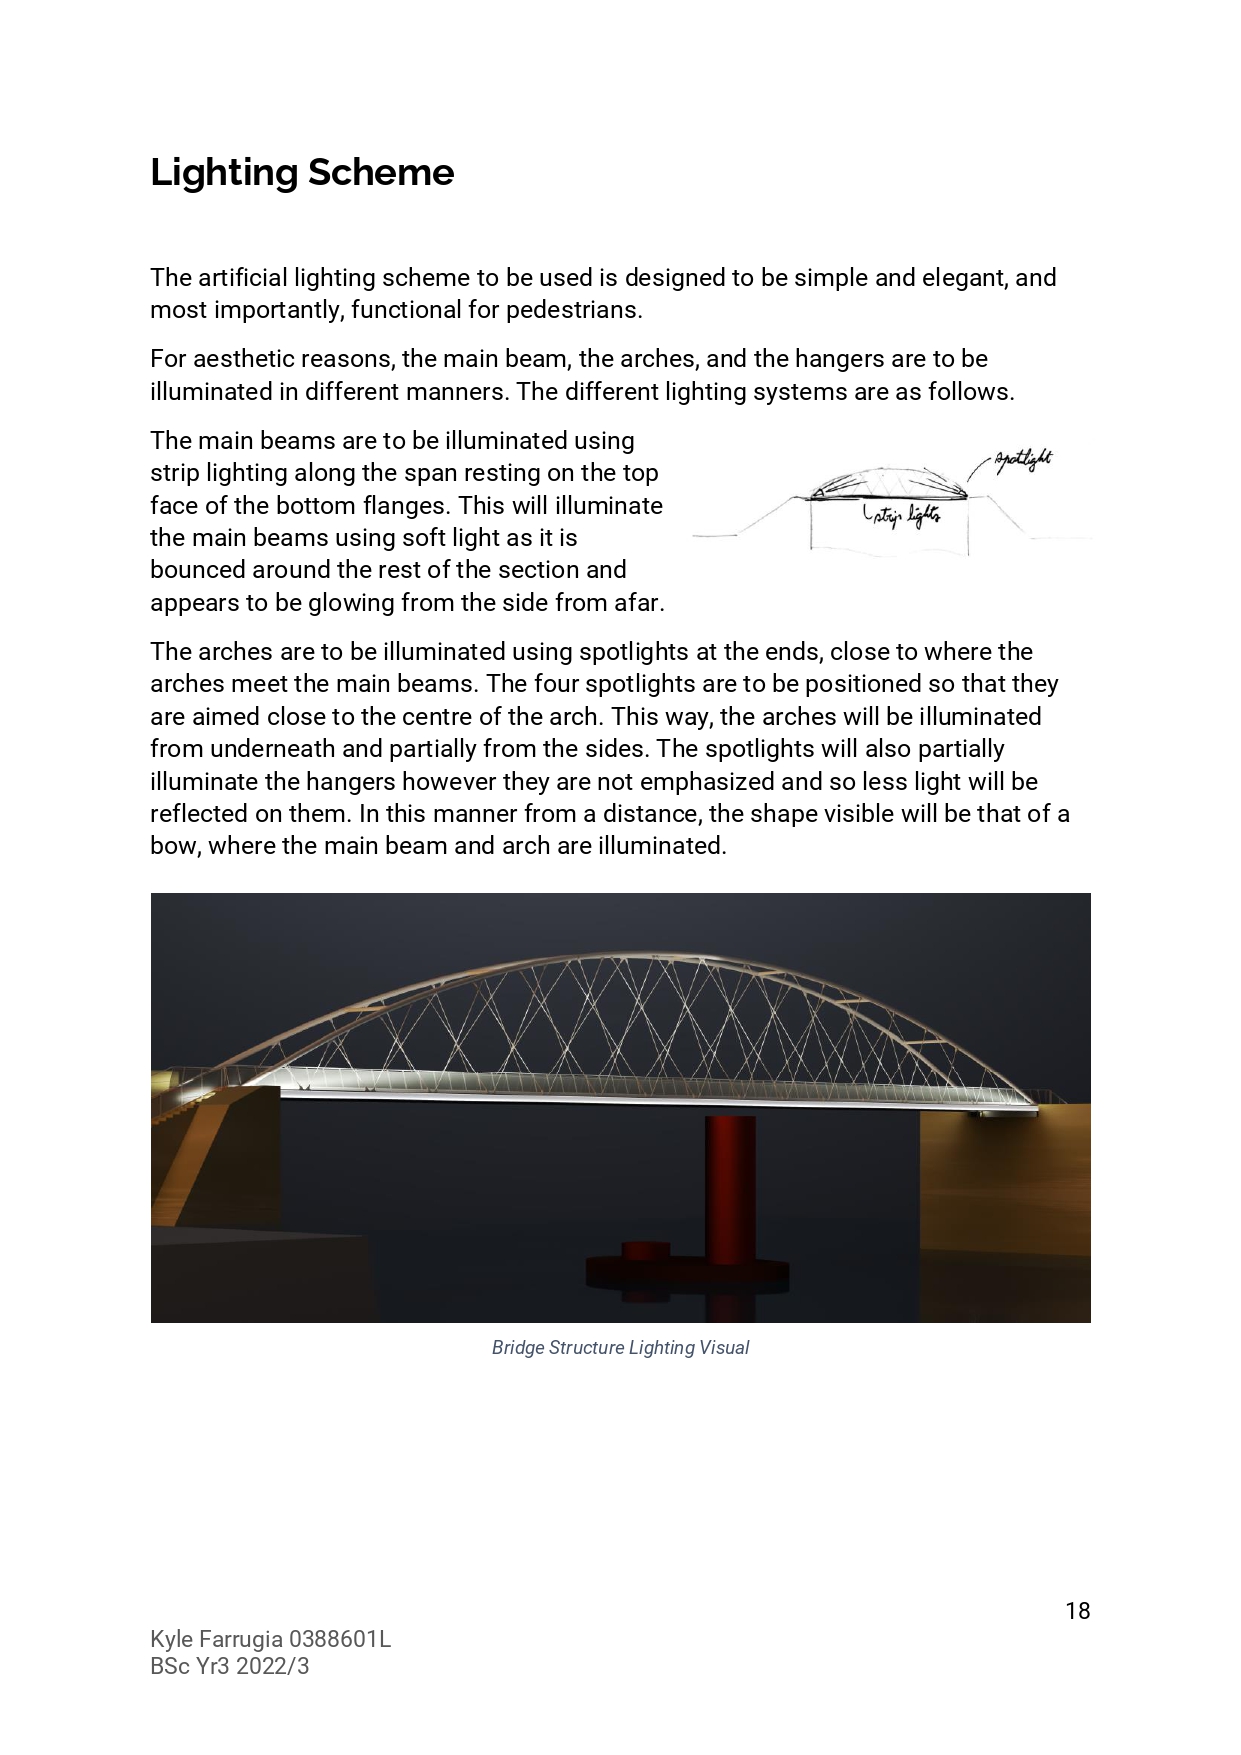 Lighting Scheme
The artificial lighting scheme to be used is designed to be simple and elegant, and
most importantly, functional for pedestrians.
For aesthetic reasons, the main beam, the arches, and the hangers are to be
illuminated in different manners. The different lighting systems are as follows.
The main beams are to be illuminated using
strip lighting along the span resting on the top
face of the bottom flanges. This will illuminate
the main beams using soft light as it is
bounced around the rest of the section and
appears to be glowing from the side from afar.
spotlight
strip lights
The arches are to be illuminated using spotlights at the ends, close to where the
arches meet the main beams. The four spotlights are to be positioned so that they
are aimed close to the centre of the arch. This way, the arches will be illuminated
from underneath and partially from the sides. The spotlights will also partially
illuminate the hangers however they are not emphasized and so less light will be
reflected on them. In this manner from a distance, the shape visible will be that of a
bow, where the main beam and arch are illuminated.
Bridge Structure Lighting Visual
18
Kyle Farrugia 0388601L
BSc Yr3 2022/3